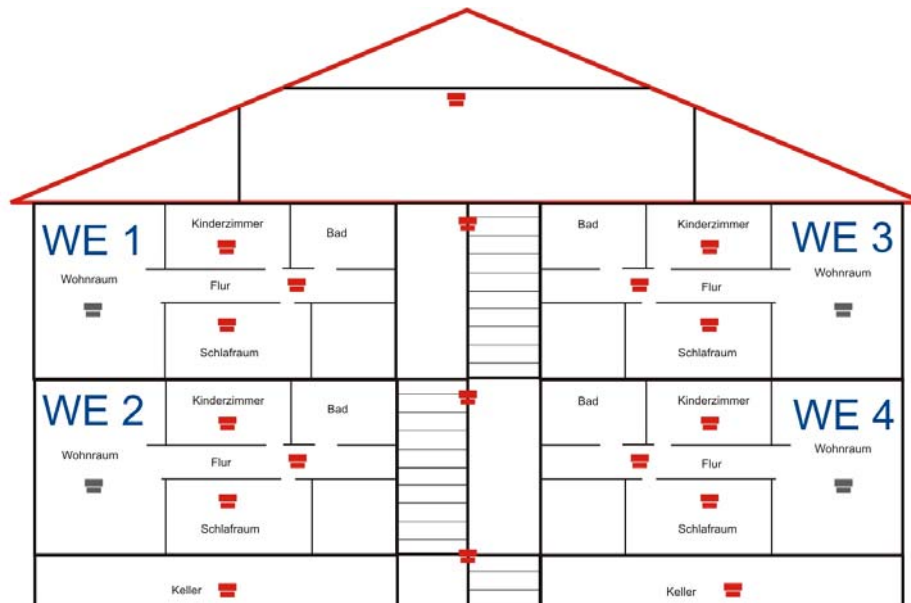 WE 1
Kinderzimmer
Bad
Wohnraum
Flur
Schlafraum
Bad
Kinderzimmer
WE 3
Wohnraum
Flur
Schlafraum
WE 2
Kinderzimmer
Bad
Wohnraum
Flur
Schlafraum
Bad
Kinderzimmer
WE 4
Wohnraum
Flur
Schlafraum
Keller
Keller